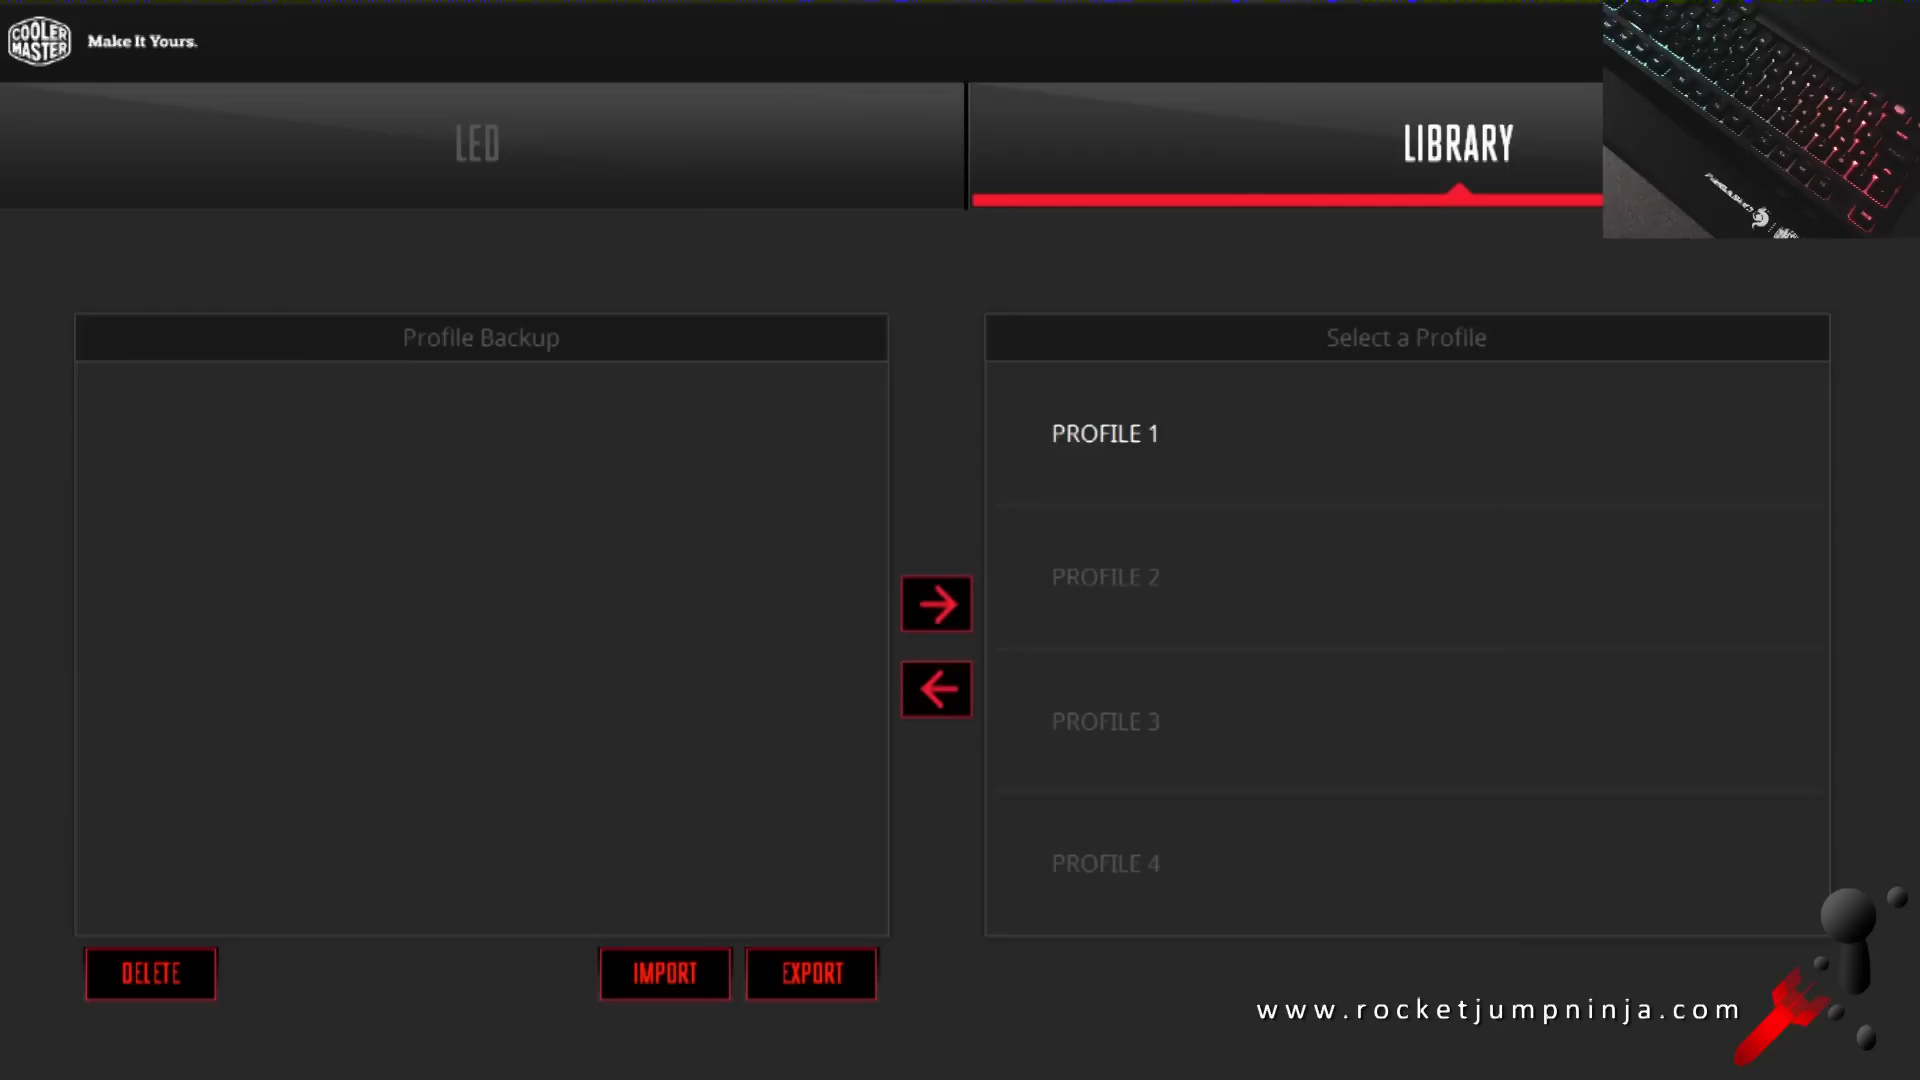 COOLER
MASTER
Make It Yours.
LED
LIBRARY
Profile Backup
Select a Profile
PROFILE 1
PROFILE 2
PROFILE 3
PROFILE 4
DELETE
IMPORT
EXPORT
www.rocketjumpninja.com